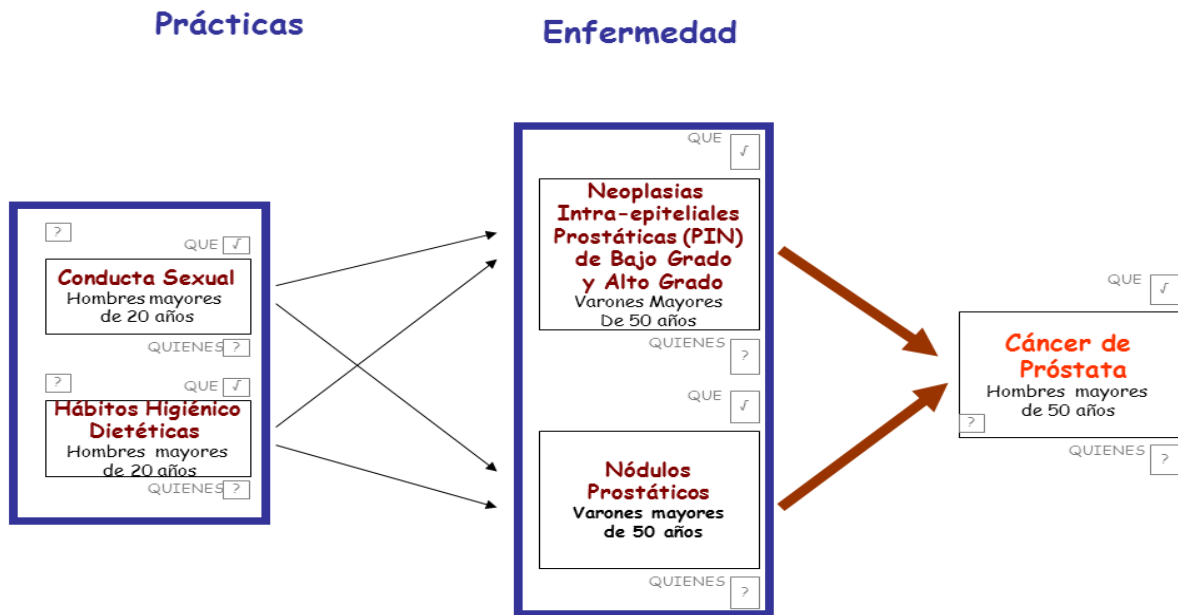 Prácticas
Enfermedad
?
QUE √
Conducta Sexual
Hombres mayores
de 20 años
QUIENES ?
? QUE √
Hábitos Higiénico
Dietéticas
Hombres mayores
de 20 años
QUIENES ?
QUE √
Neoplasias
Intra-epiteliales
Prostáticas (PIN)
de Bajo Grado
y Alto Grado
Varones Mayores
De 50 años
QUIENES ?
QUE √
Nódulos
Prostáticos
Varones mayores
de 50 años
QUIENES ?
QUE √
Cáncer de
Próstata
Hombres mayores
de 50 años
?
QUIENES ?